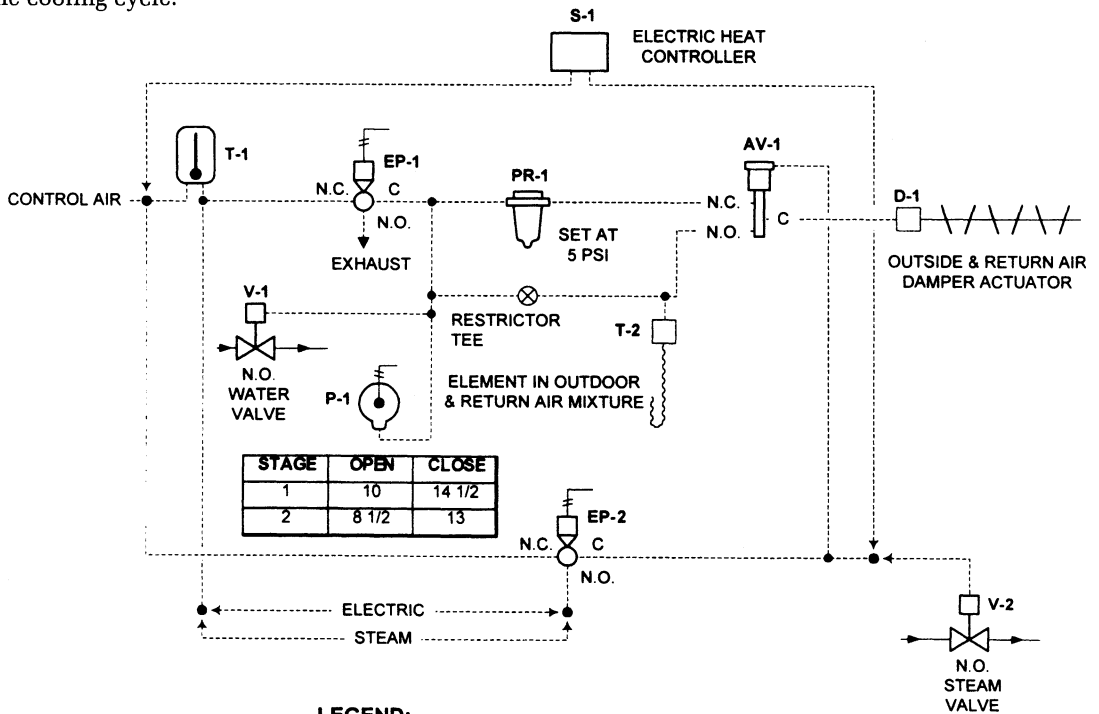 the cooling cycle.
S-1
ELECTRIC HEAT
CONTROLLER
T-1
EP-1
AV-1
PR-1
N.C.
C
CONTROL AIR
N.C.
D-1
C
N.O.
N.O.
SET AT
5 PSI
EXHAUST
OUTSIDE & RETURN AIR
DAMPER ACTUATOR
V-1
RESTRICTOR
TEE
T-2
N.O.
WATER
VALVE
P-1
ELEMENT IN OUTDOOR
& RETURN AIR MIXTURE
STAGE OPEN CLOSE
1 10 14 1/2
2 8 1/2 13
EP-2
N.C.
C
N.O.
ELECTRIC
V-2
STEAM
N.O.
STEAM
VALVE
LEGEND: